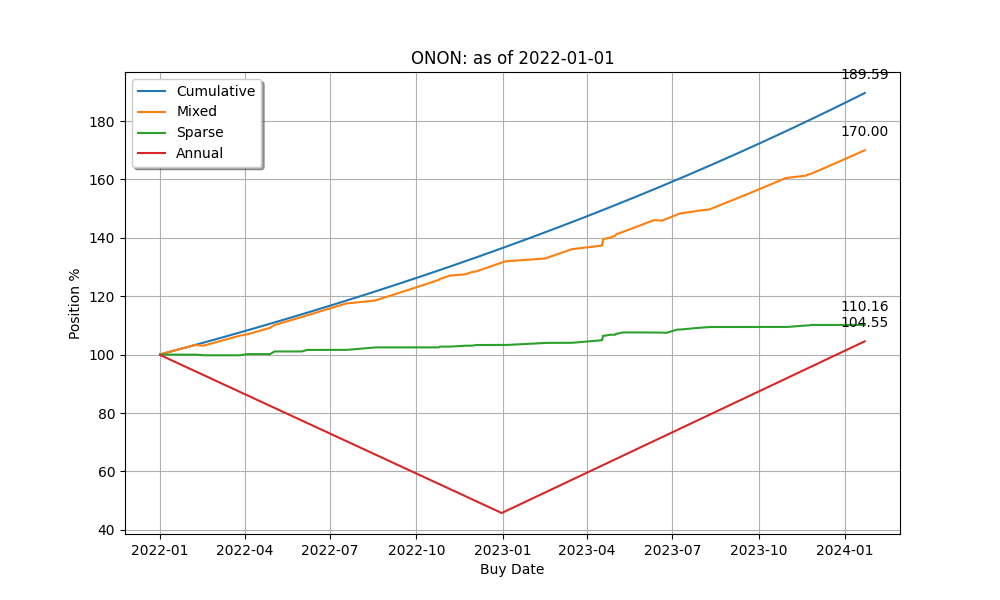 ONON: as of 2022-01-01
Cumulative
Mixed
Sparse
Annual
189.59
170.00
110.16
104.55
Position %
180
160
140
120
100
80
60
40
2022-01 2022-04 2022-07 2022-10 2023-01 2023-04 2023-07 2023-10 2024-01
Buy Date